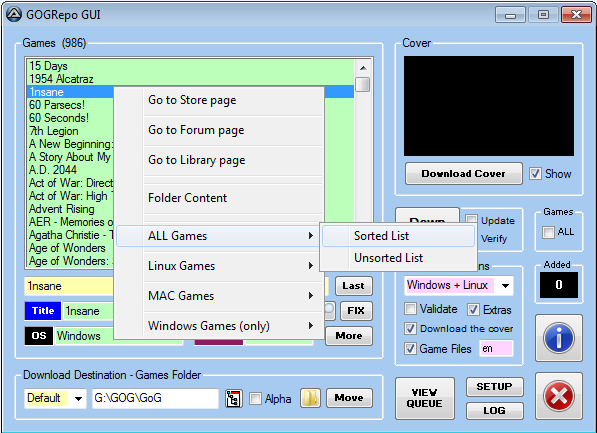 GOGRepo GUI
Games (986)
15 Days
1954 Alcatraz
1nsane
60 Parsecs!
60 Seconds!
7th Legion
A New Beginning:
A Story About My
A.D. 2044
Act of War: Direct
Act of War: High
Advent Rising
AER - Memories o
Agatha Christie - T
Age of Wonders
Age of Wonders:
Go to Store page
Go to Forum page
Go to Library page
Folder Content
ALL Games
Linux Games
MAC Games
Windows Games (only)
Sorted List
Unsorted List
1nsane
Last
Title
1nsane
FIX
OS
Windows
More
Cover
Download Cover
Show
Update
Verify
Games
ALL
Windows + Linux
Added
0
Validate
Extras
Download the cover
Game Files
en
Download Destination - Games Folder
Default
G:\GOG\GoG
Alpha
Move
VIEW
QUEUE
SETUP
LOG